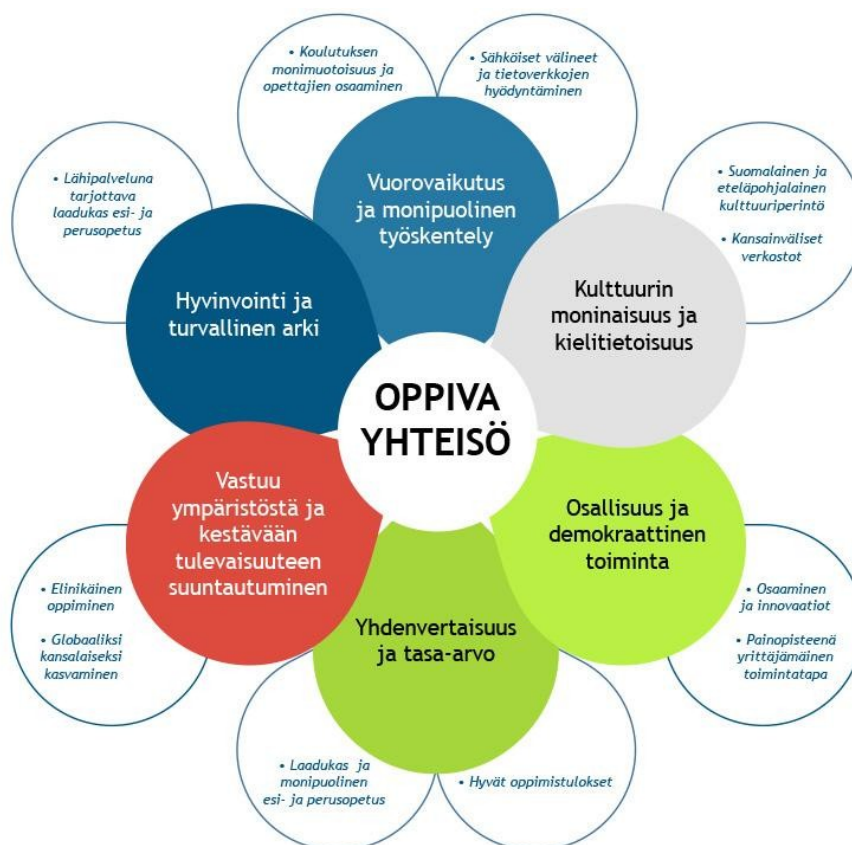 • Koulutuksen
monimuotoisuus ja
opettajien osaaminen
• Sähköiset välineet
ja tietoverkkojen
hyödyntäminen
• Lähipalveluna
tarjottava
laadukas esi- ja
perusopetus
Vuorovaikutus
ja monipuolinen
työskentely
• Suomalainen ja
eteläpohjalainen
kulttuuriperintö
• Kansainväliset
verkostot
Hyvinvointi ja
turvallinen arki
Kulttuurin
moninaisuus ja
kielitietoisuus
OPPIVA
YHTEISÖ
Vastuu
ympäristöstä ja
kestävään
tulevaisuuteen
suuntautuminen
Osallisuus ja
demokraattinen
toiminta
• Elinikäinen
oppiminen
• Globaaliksi
kansalaiseksi
kasvaminen
Yhdenvertaisuus
ja tasa-arvo
• Osaaminen
ja innovaatiot
• Painopisteenä
yrittäjämäinen
toimintatapa
• Laadukas ja
monipuolinen
esi- ja perusopetus
• Hyvät oppimistulokset